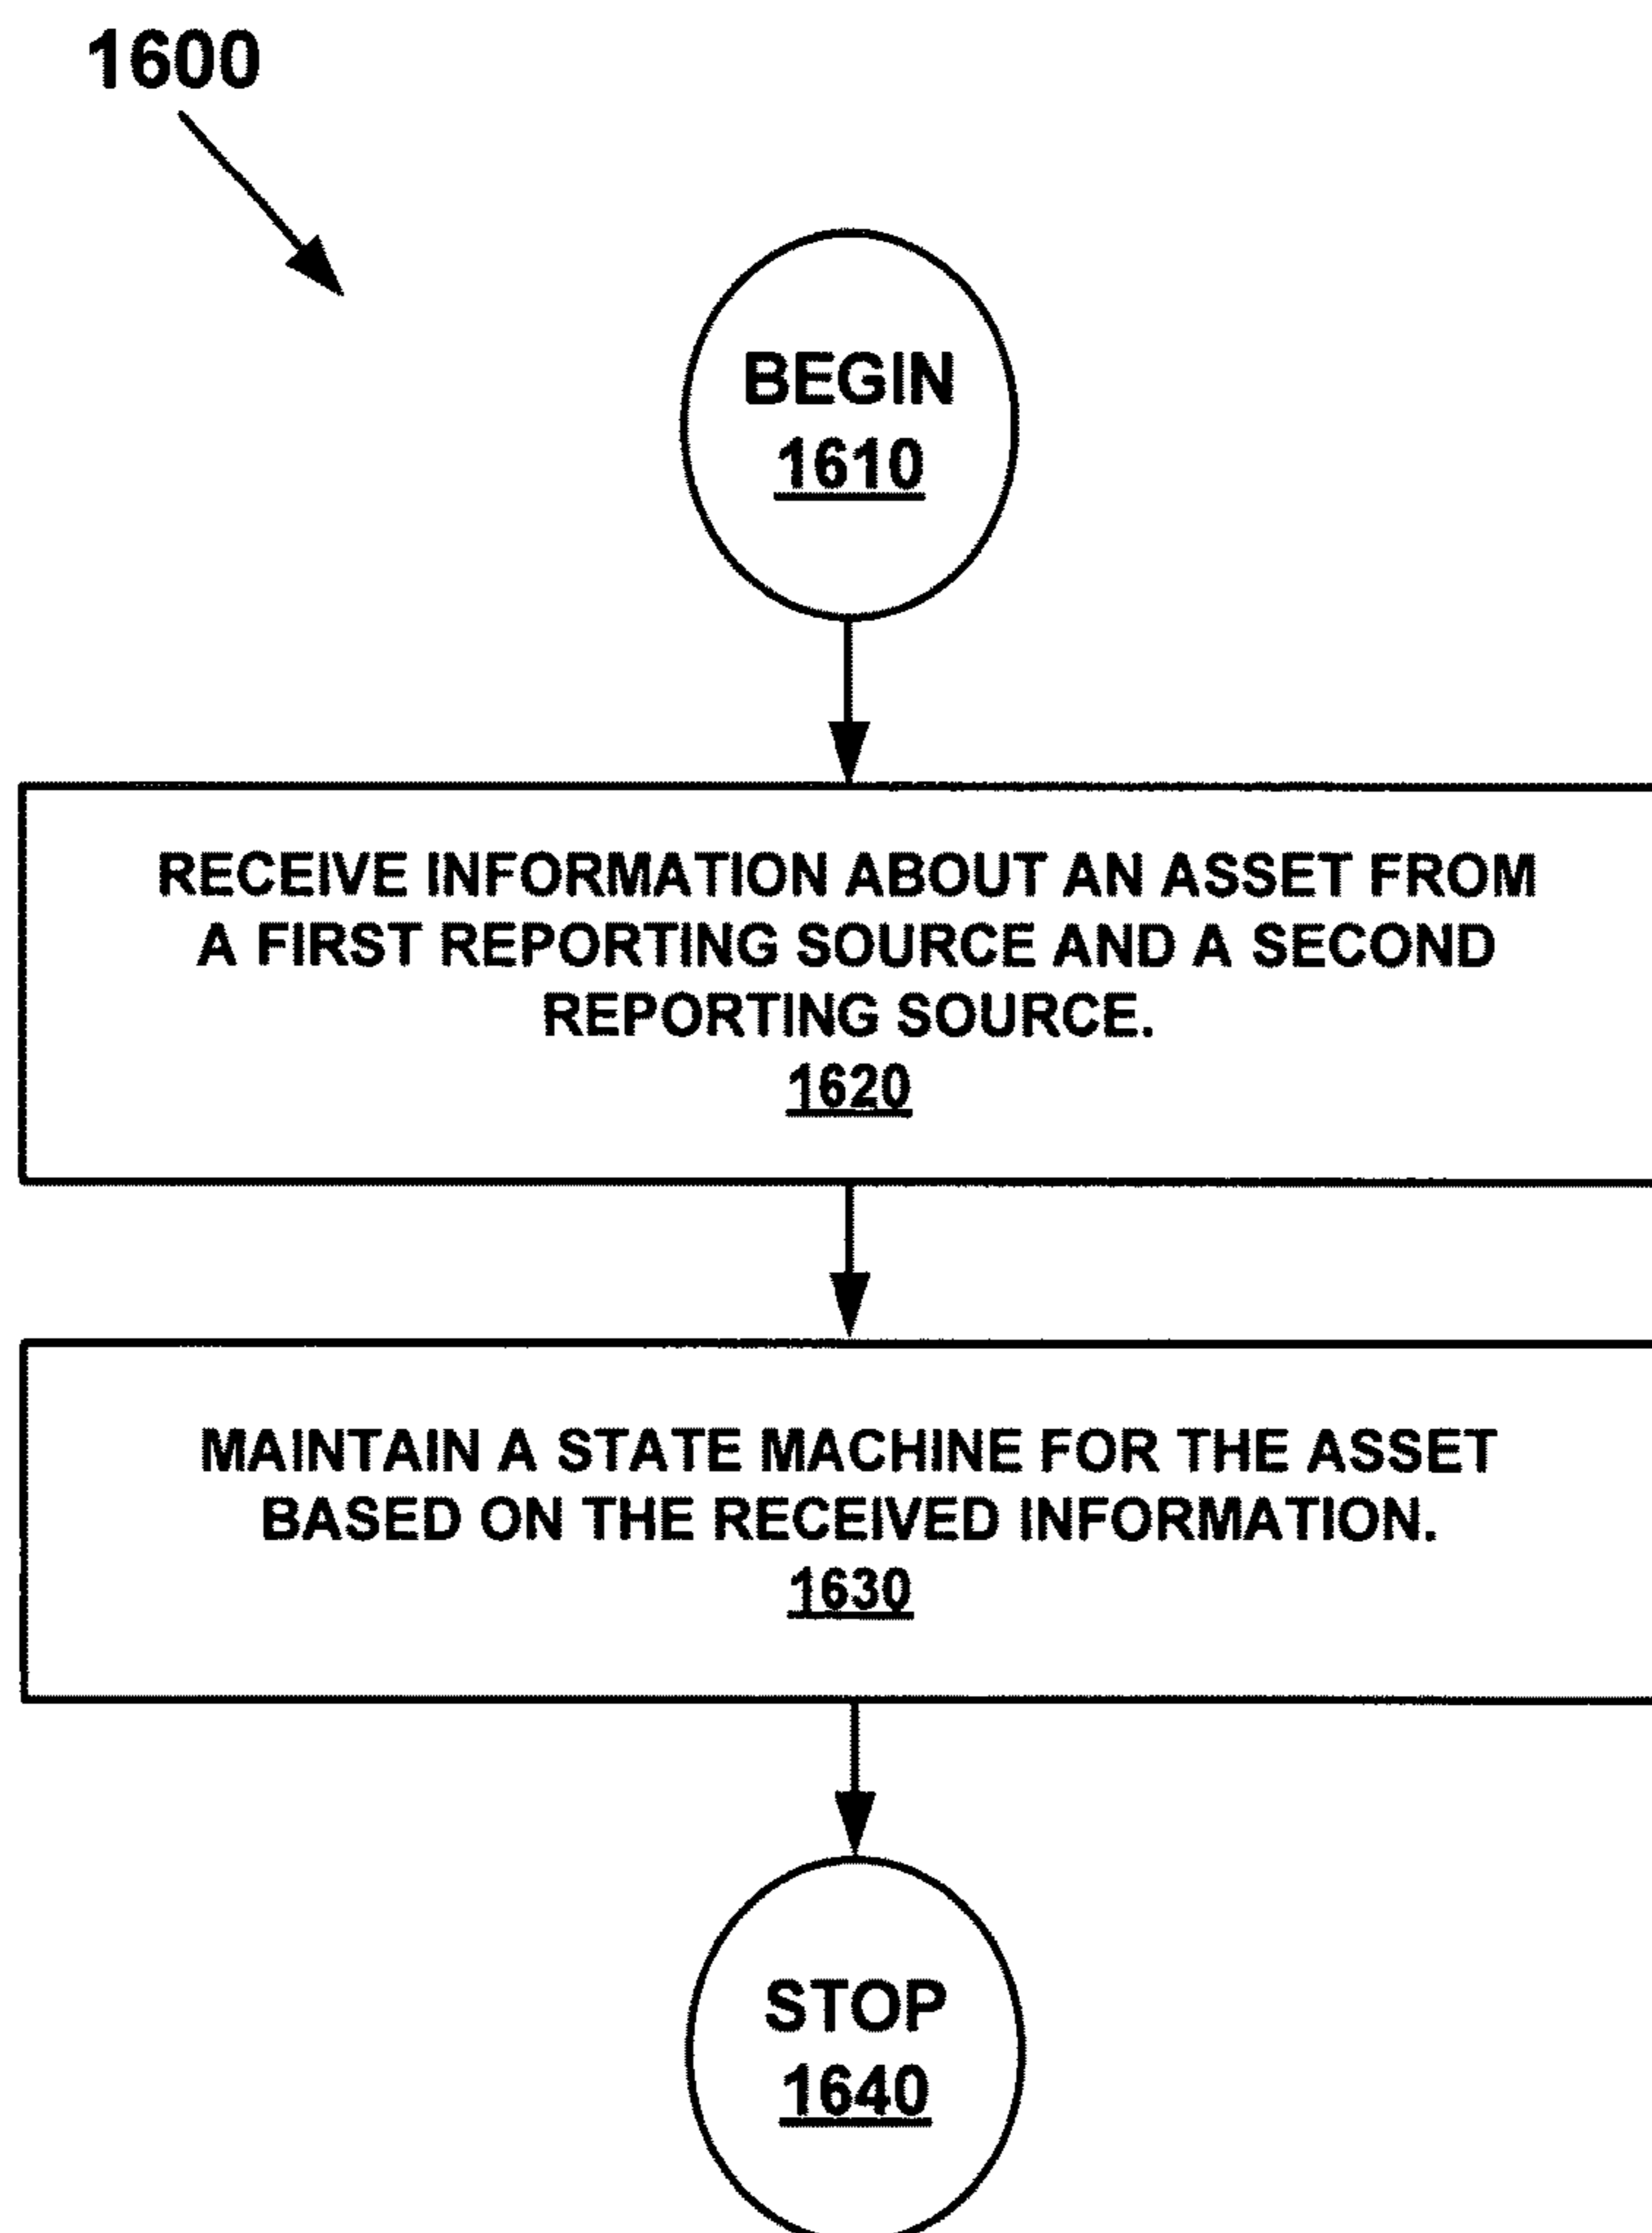 1600
BEGIN
1610
RECEIVE INFORMATION ABOUT AN ASSET FROM
A FIRST REPORTING SOURCE AND A SECOND
REPORTING SOURCE.
1620
MAINTAIN A STATE MACHINE FOR THE ASSET
BASED ON THE RECEIVED INFORMATION.
1630
STOP
1640